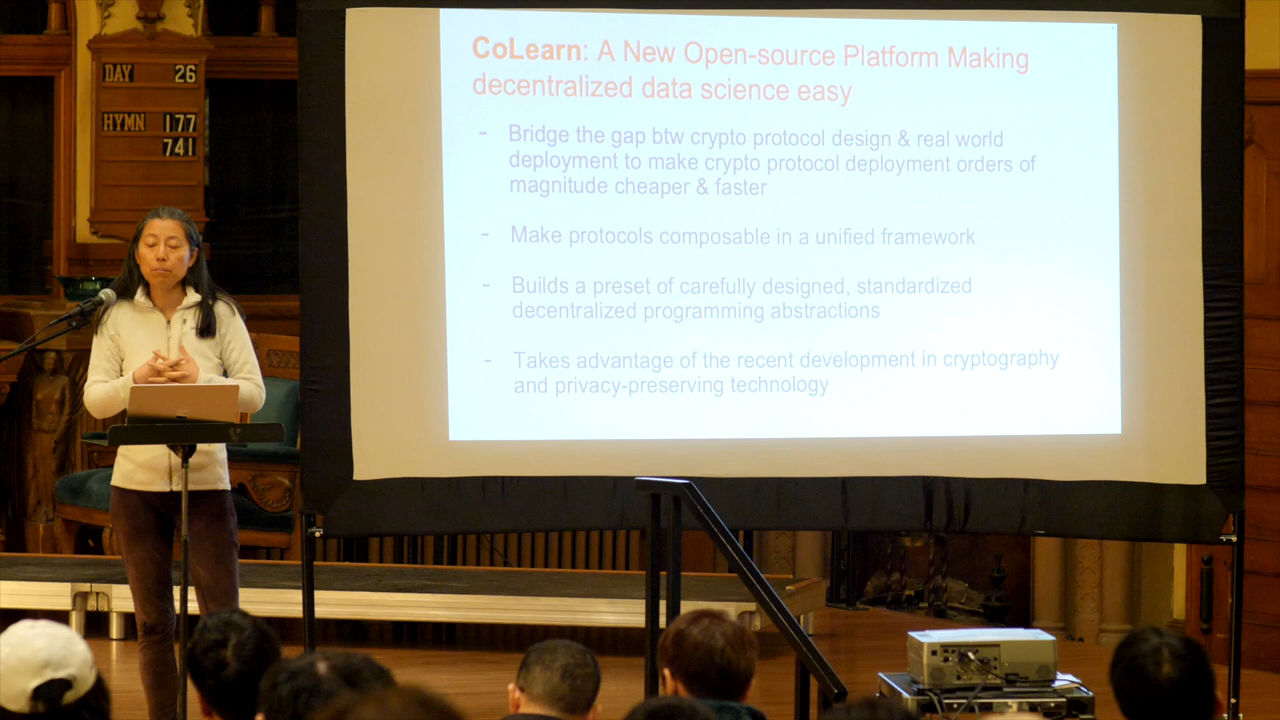 DAY 26
HYMN 177
741
CoLearn: A New Open-source Platform Making
decentralized data science easy
- Bridge the gap btw crypto protocol design & real world
deployment to make crypto protocol deployment orders of
magnitude cheaper & faster
- Make protocols composable in a unified framework
- Builds a preset of carefully designed, standardized
decentralized programming abstractions
- Takes advantage of the recent development in cryptography
and privacy-preserving technology